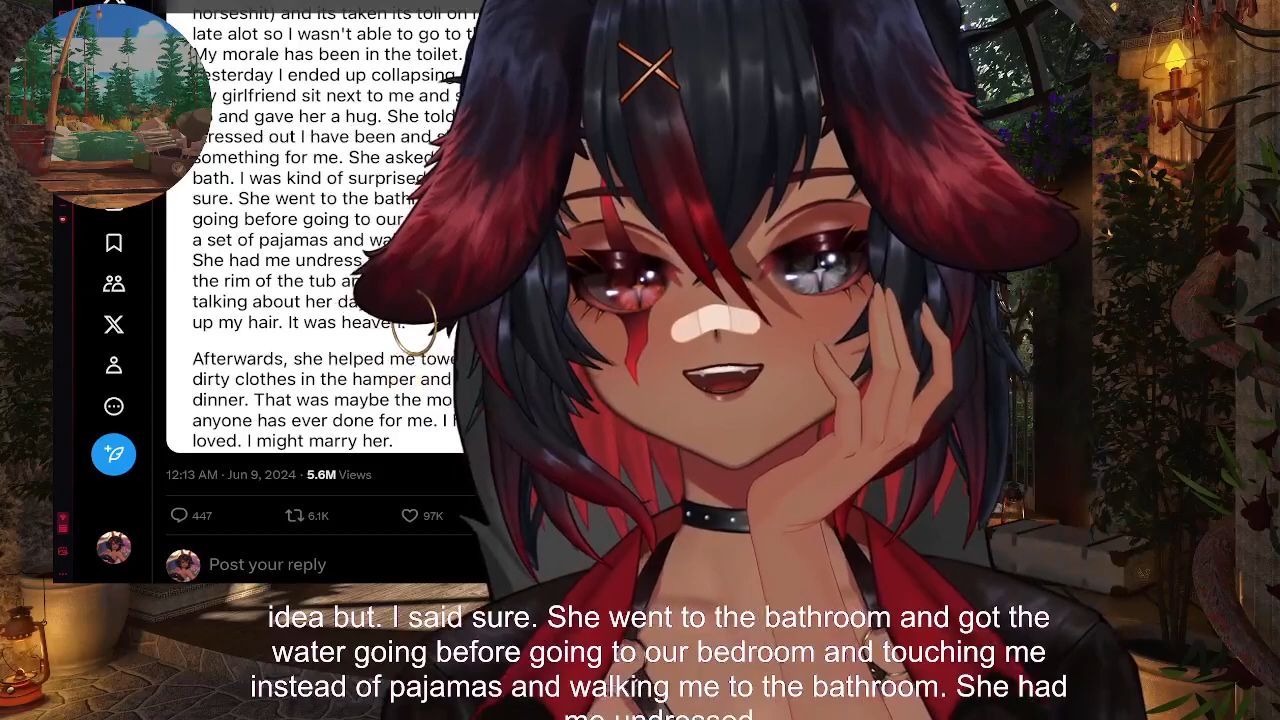 horseshit) and its taken its toll on
late alot so I wasn't able to go to
My morale has been in the toilet.
esterday I ended up collapsing
girlfriend sit next to me and
and gave her a hug. She told
ressed out I have been and
something for me. She asked
bath. I was kind of surprised
sure. She went to the bath
going before going to our
a set of pajamas and wa
She had me undress
the rim of the tub a
talking about her da
up my hair. It was heaven.
Afterwards, she helped me towe
dirty clothes in the hamper and
dinner. That was maybe the mo
anyone has ever done for me. I
loved. I might marry her.
12:13 AM · Jun 9, 2024 · 5.6M Views
447 6.1K 97K
Post your reply
idea but. I said sure. She went to the bathroom and got the
water going before going to our bedroom and touching me
instead of pajamas and walking me to the bathroom. She had
me undressed